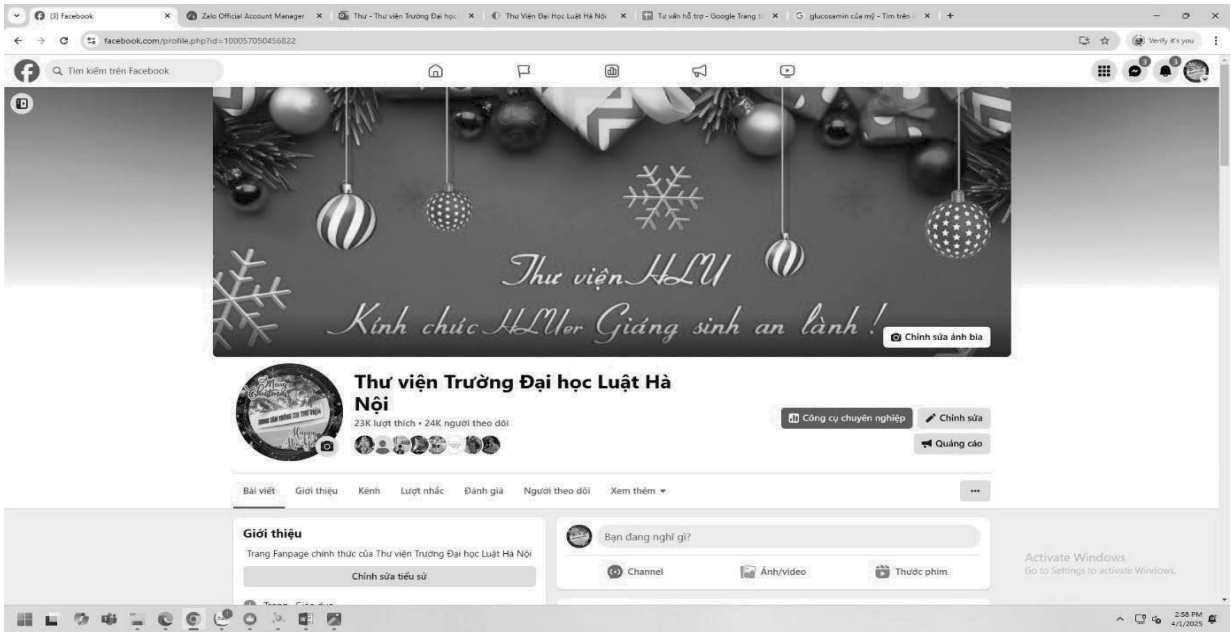 (3) Facebook
Zalo Official Account Manager
Thư - Thư viện Trường Đại học
Thư Viện Đại Học Luật Hà Nội
Tư vấn hỗ trợ - Google Trang t
glucosamin của mỹ - Tìm trên
facebook.com/profile.php?id=100057050456822
Verify it's you
Tìm kiếm trên Facebook
3
3
Thư viện HLU
Kính chúc HLUer Giáng sinh an lành !
Chỉnh sửa ảnh bìa
Thư viện Trường Đại học Luật Hà
Nội
23K lượt thích • 24K người theo dõi
Công cụ chuyên nghiệp
Chỉnh sửa
Quảng cáo
Bài viết
Giới thiệu
Kênh
Lượt nhắc
Đánh giá
Người theo dõi
Xem thêm
Giới thiệu
Trang Fanpage chính thức của Thư viện Trường Đại học Luật Hà Nội
Chỉnh sửa tiểu sử
Bạn đang nghĩ gì?
Channel
Ảnh/video
Thước phim
Activate Windows
Go to Settings to activate Windows.
2:58 PM
4/1/2025